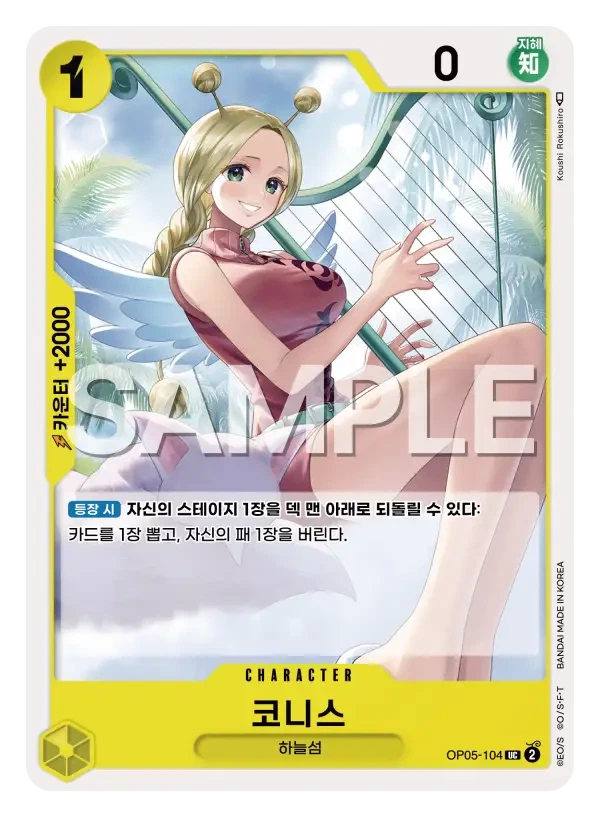 1
0
지혜
知
Koushi Rokushiro
카운터 +2000
SAMPLE
등장 시 자신의 스테이지 1장을 덱 맨 아래로 되돌릴 수 있다:
카드를 1장 뽑고, 자신의 패 1장을 버린다.
CHARACTER
코니스
하늘섬
OP05-104 UC 2
©EO/S ©O/S·F·T BANDAI MADE IN KOREA